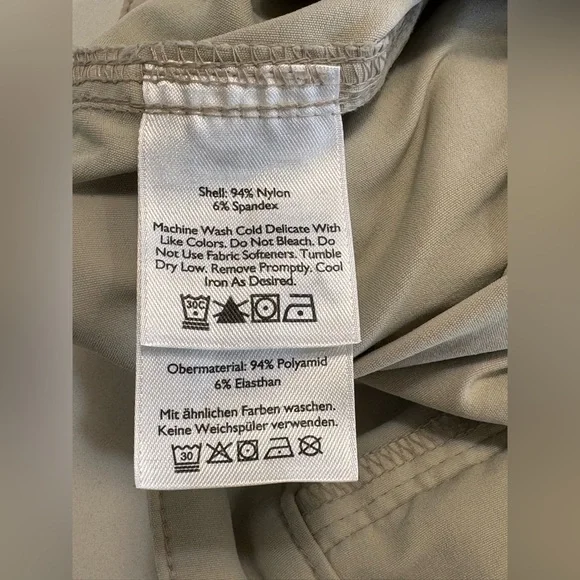 Shell: 94% Nylon
6% Spandex
Machine Wash Cold Delicate With
Like Colors. Do Not Bleach. Do
Not Use Fabric Softeners. Tumble
Dry Low. Remove Promptly. Cool
Iron As Desired.
30C
Obermaterial: 94% Polyamid
6% Elasthan
Mit ähnlichen Farben waschen.
Keine Weichspüler verwenden.
30